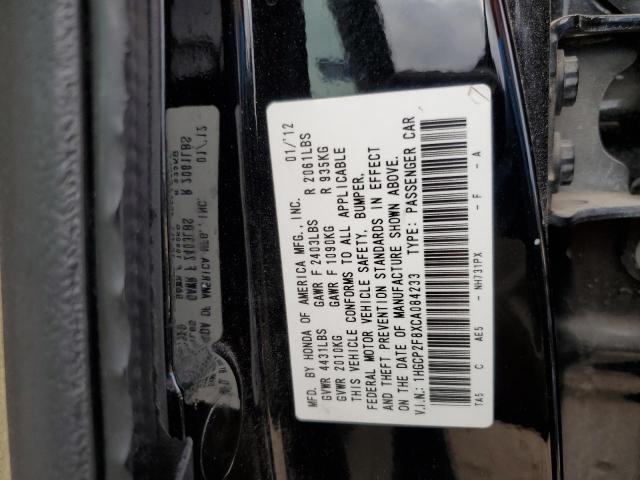 MFD. BY HONDA OF AMERICA MFG., INC. 01/'12
GVWR 4431LBS GAWR F 2403LBS R 2061LBS
GVWR 2010KG GAWR F 1090KG R 935KG
THIS VEHICLE CONFORMS TO ALL APPLICABLE
FEDERAL MOTOR VEHICLE SAFETY, BUMPER,
AND THEFT PREVENTION STANDARDS IN EFFECT
ON THE DATE OF MANUFACTURE SHOWN ABOVE.
V.I.N.: 1HGCP2F8XCA084233 TYPE: PASSENGER CAR
TA5 C AE5 - NH731PX - F - A